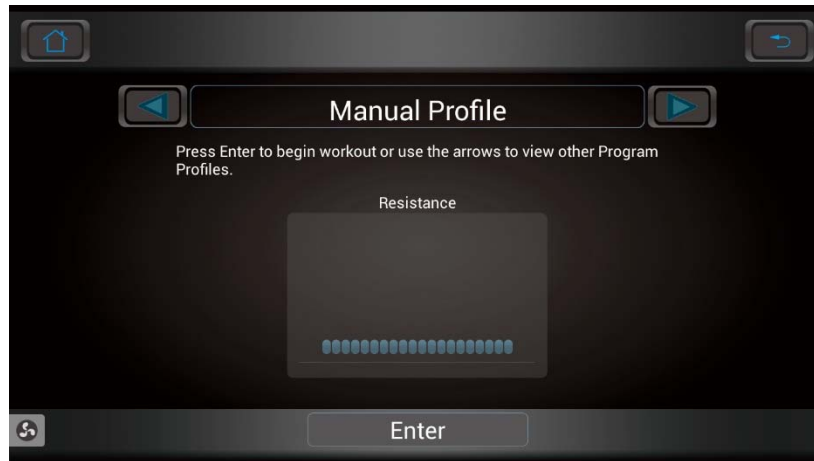 Manual Profile
Press Enter to begin workout or use the arrows to view other Program
Profiles.
Resistance
Enter